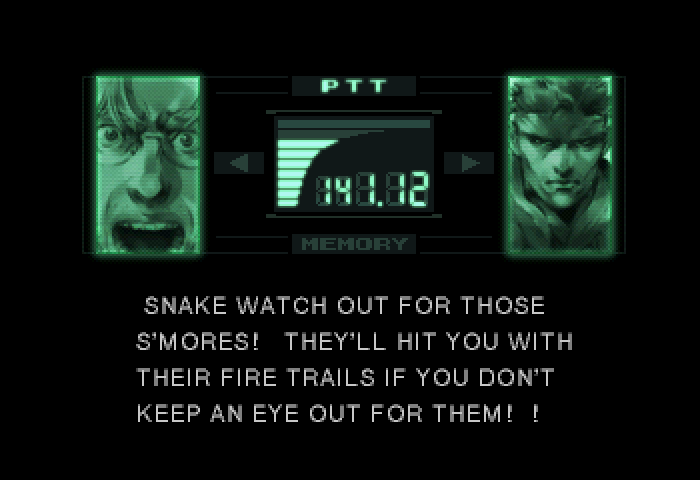 PTT
141.12
MEMORY
SNAKE WATCH OUT FOR THOSE
S'MORES! THEY'LL HIT YOU WITH
THEIR FIRE TRAILS IF YOU DON'T
KEEP AN EYE OUT FOR THEM! !